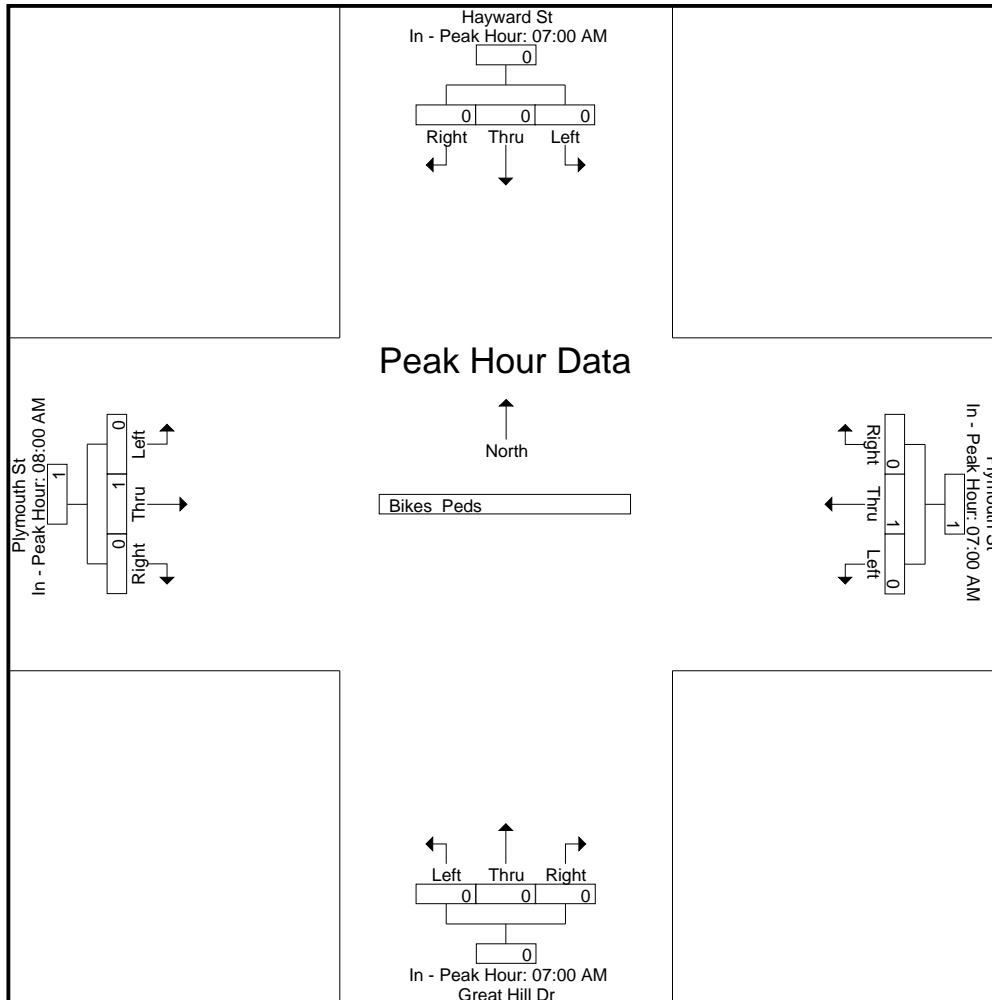 Hayward St
In - Peak Hour: 07:00 AM
0
0 0 0
Right Thru Left
Peak Hour Data
North
Bikes Peds
Plymouth St
In - Peak Hour: 08:00 AM
1
0 1 0
Left Thru Right
Plymouth St
In - Peak Hour: 07:00 AM
1
0 1 0
Right Thru Left
Left Thru Right
0 0 0
0
In - Peak Hour: 07:00 AM
Great Hill Dr